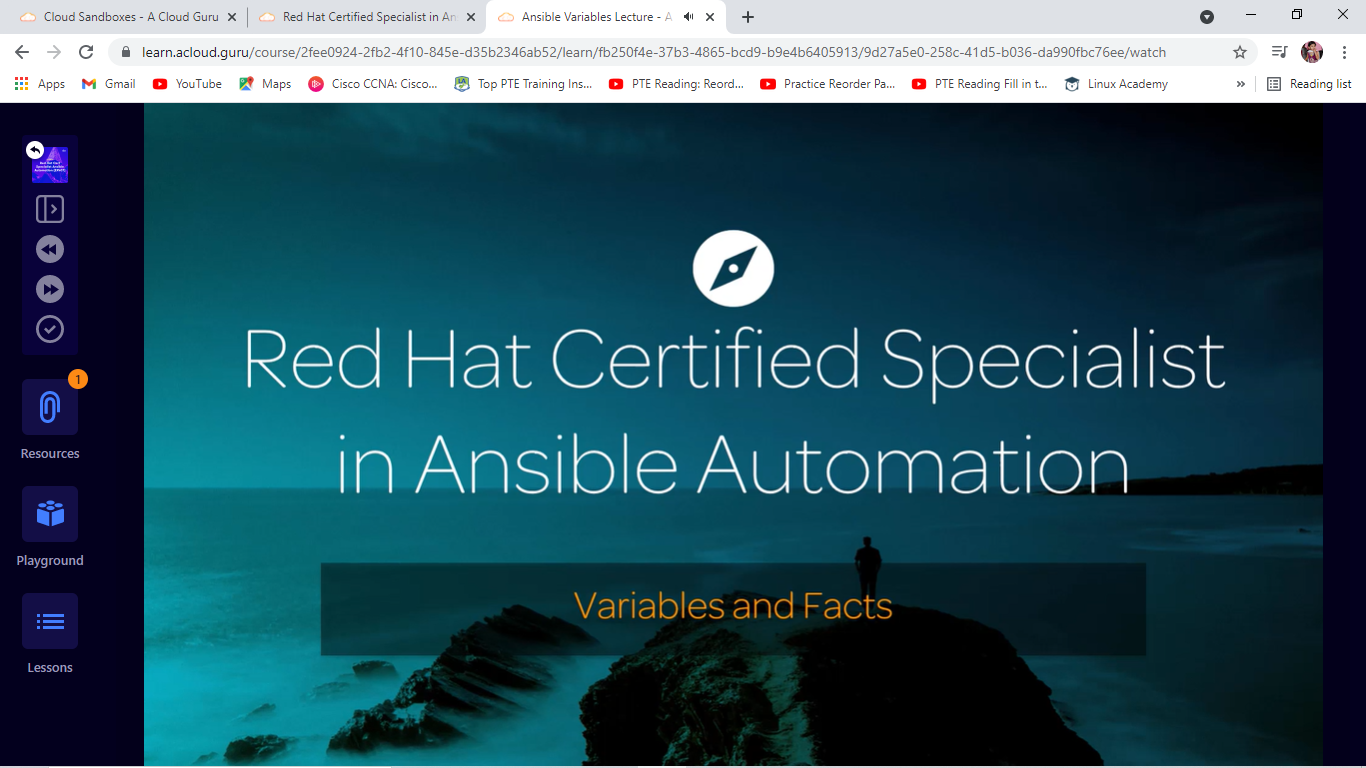 Cloud Sandboxes - A Cloud Guru
Red Hat Certified Specialist in An
Ansible Variables Lecture - A
learn.acloud.guru/course/2fee0924-2fb2-4f10-845e-d35b2346ab52/learn/fb250f4e-37b3-4865-bcd9-b9e4b6405913/9d27a5e0-258c-41d5-b036-da990fbc76ee/watch
Apps
Gmail
YouTube
Maps
Cisco CCNA: Cisco...
Top PTE Training Ins...
PTE Reading: Reord...
Practice Reorder Pa...
PTE Reading Fill in t...
Linux Academy
»
Reading list
1
Resources
Playground
Lessons
Red Hat Certified Specialist
in Ansible Automation
Variables and Facts